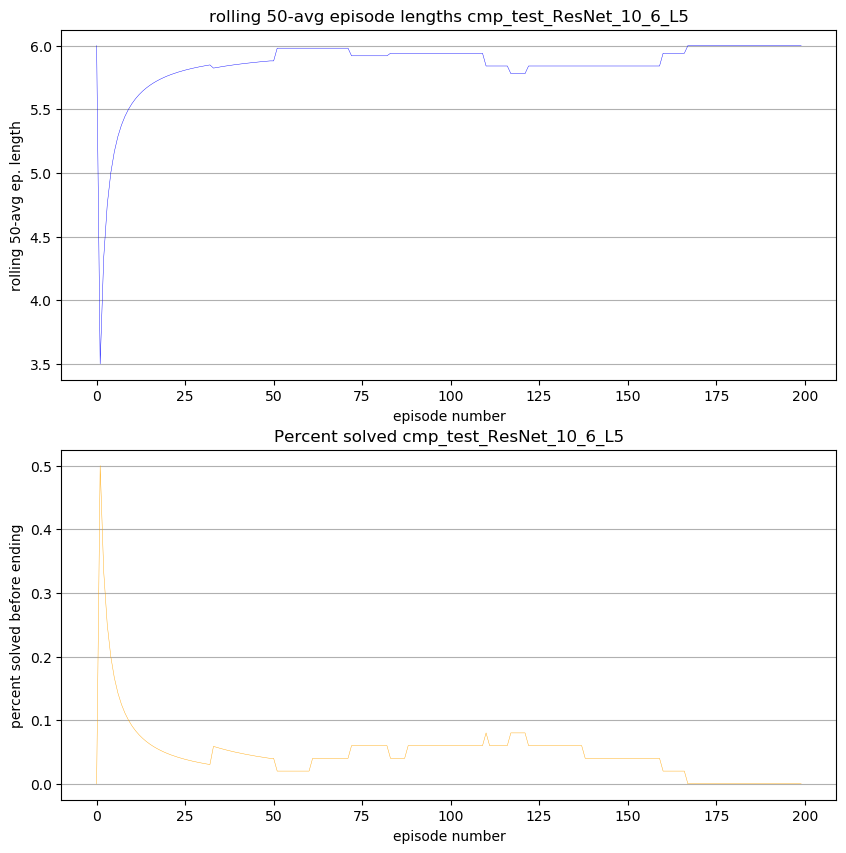 rolling 50-avg episode lengths cmp_test_ResNet_10_6_L5
rolling 50-avg ep. length
6.0
5.5
5.0
4.5
4.0
3.5
0 25 50 75 100 125 150 175 200
episode number
Percent solved cmp_test_ResNet_10_6_L5
percent solved before ending
0.5
0.4
0.3
0.2
0.1
0.0
0 25 50 75 100 125 150 175 200
episode number